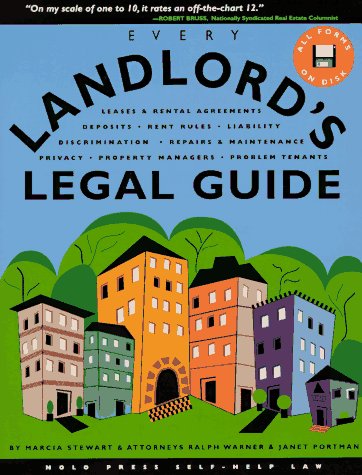 "On my scale of one to 10, it rates an off-the-chart 12."
—ROBERT BRUSS, Nationally Syndicated Real Estate Columnist
EVERY
LANDLORD'S
ALL FORMS
ON DISK
LEASES & RENTAL AGREEMENTS
DEPOSITS • RENT RULES • LIABILITY
DISCRIMINATION • REPAIRS & MAINTENANCE
PRIVACY • PROPERTY MANAGERS • PROBLEM TENANTS
LEGAL GUIDE
BY MARCIA STEWART & ATTORNEYS RALPH WARNER & JANET PORTMAN
NOLO PRESS SELF-HELP LAW